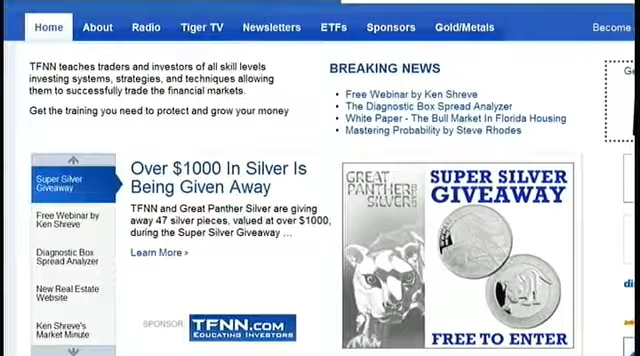 Home About Radio Tiger TV Newsletters ETFs Sponsors Gold/Metals Become
TFNN teaches traders and investors of all skill levels
investing systems, strategies, and techniques allowing
them to successfully trade the financial markets.
Get the training you need to protect and grow your money
BREAKING NEWS
Free Webinar by Ken Shreve
The Diagnostic Box Spread Analyzer
White Paper - The Bull Market In Florida Housing
Mastering Probability by Steve Rhodes
Super Silver
Giveaway
Free Webinar by
Ken Shreve
Diagnostic Box
Spread Analyzer
New Real Estate
Website
Ken Shreve's
Market Minute
Over $1000 In Silver Is
Being Given Away
TFNN and Great Panther Silver are giving
away 47 silver pieces, valued at over $1000,
during the Super Silver Giveaway ...
Learn More »
SPONSOR
TFNN.COM
EDUCATING INVESTORS
GREAT
PANTHER
SILVER
SUPER SILVER
GIVEAWAY
FREE TO ENTER